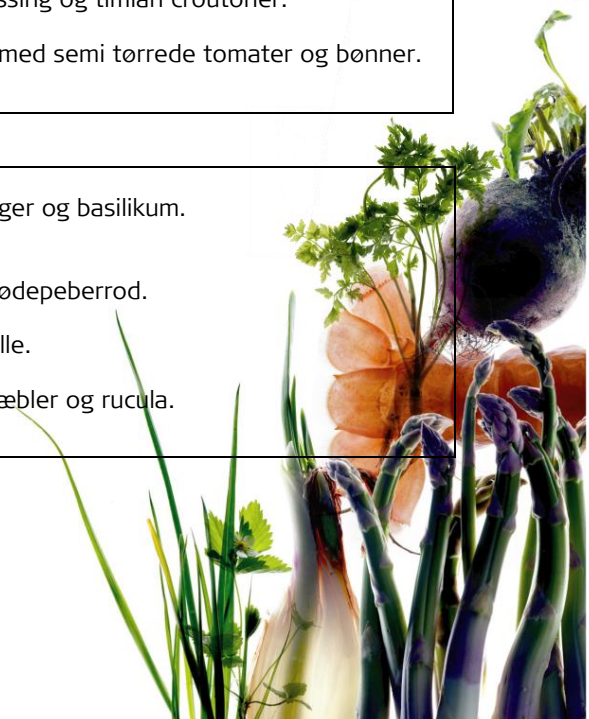 ssing og timian croutoner.
med semi tørrede tomater og bønner.
ger og basilikum.
ødepeberrod.
lle.
æbler og rucula.